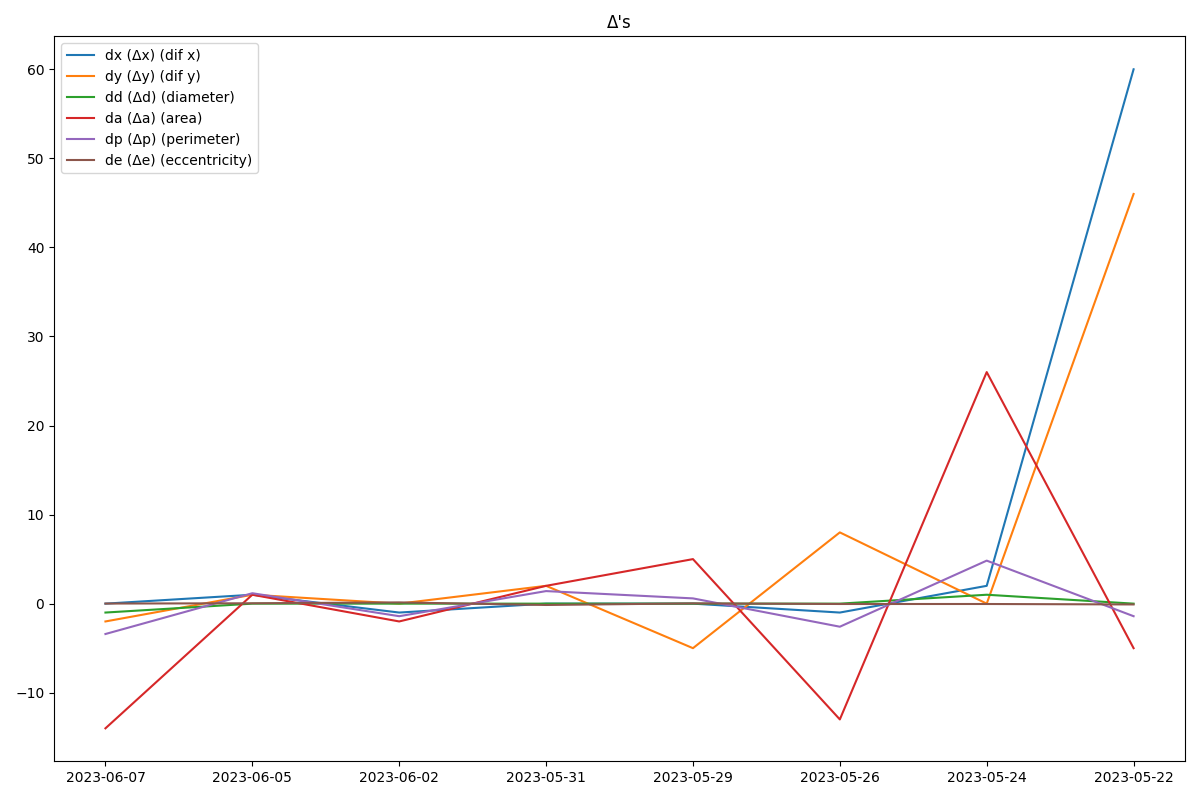 Δ's
dx (Δx) (dif x)
dy (Δy) (dif y)
dd (Δd) (diameter)
da (Δa) (area)
dp (Δp) (perimeter)
de (Δe) (eccentricity)
60
50
40
30
20
10
0
−10
2023-06-07 2023-06-05 2023-06-02 2023-05-31 2023-05-29 2023-05-26 2023-05-24 2023-05-22